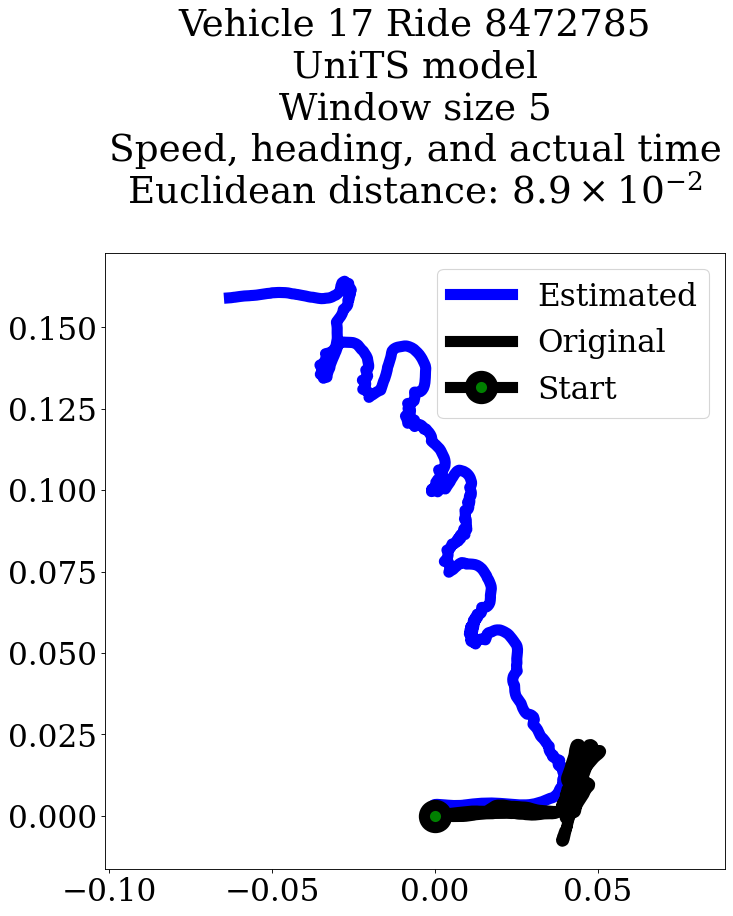 Vehicle 17 Ride 8472785
UniTS model
Window size 5
Speed, heading, and actual time
Euclidean distance: 8.9 × 10⁻²
Estimated
Original
Start
0.150
0.125
0.100
0.075
0.050
0.025
0.000
−0.10
−0.05
0.00
0.05